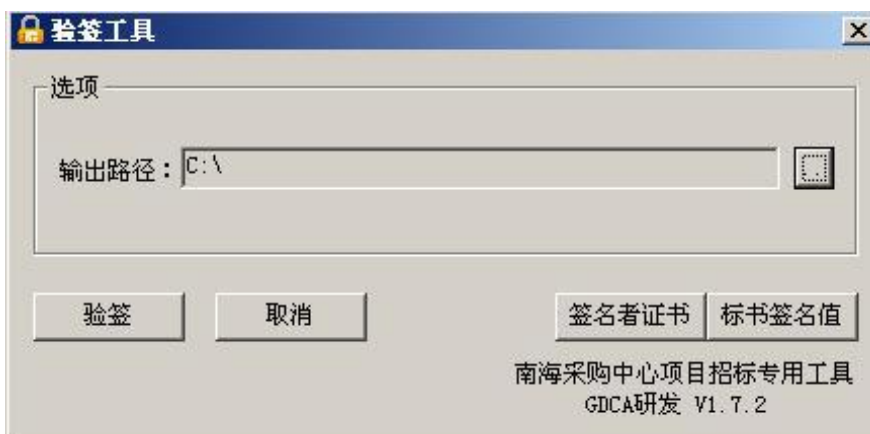 验签工具
选项
输出路径：C:\
验签 取消 签名者证书 标书签名值
南海采购中心项目招标专用工具
GDCA研发 V1.7.2